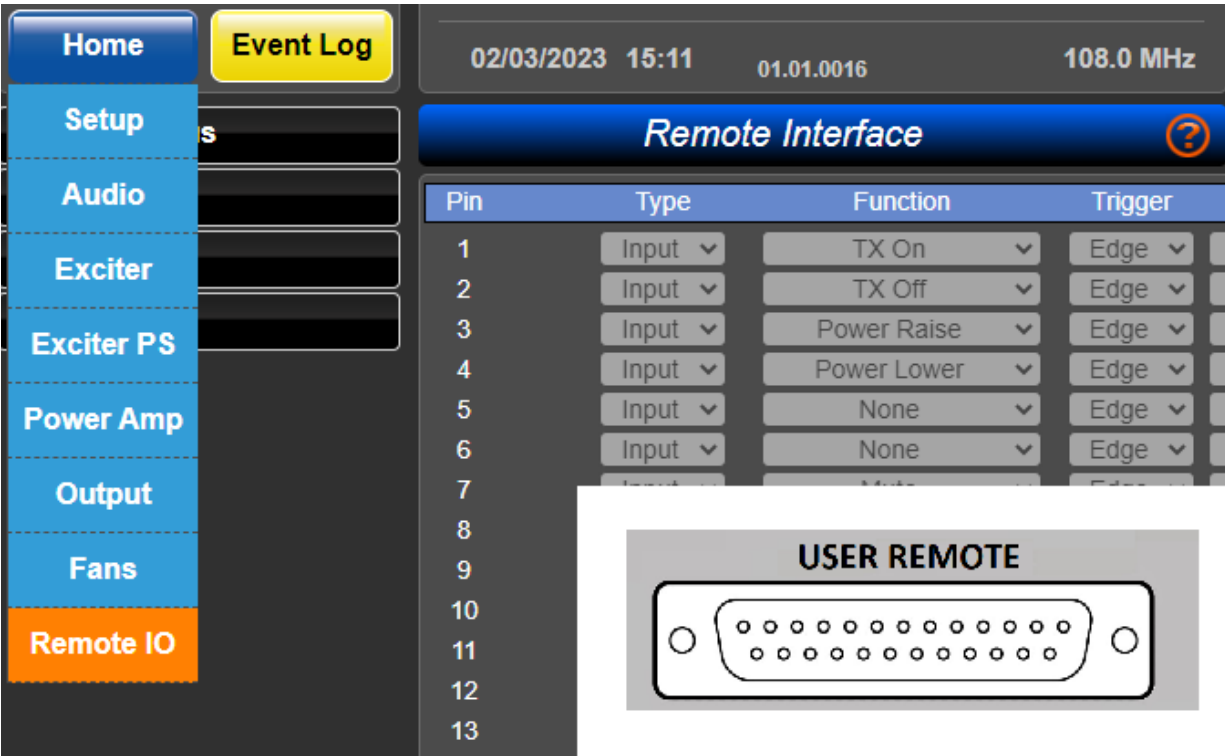 Home
Event Log
02/03/2023 15:11 01.01.0016 108.0 MHz
Setup
Audio
Exciter
Exciter PS
Power Amp
Output
Fans
Remote IO
Remote Interface ?
Pin Type Function Trigger
1 Input TX On Edge
2 Input TX Off Edge
3 Input Power Raise Edge
4 Input Power Lower Edge
5 Input None Edge
6 Input None Edge
7
8
9
10
11
12
13
USER REMOTE